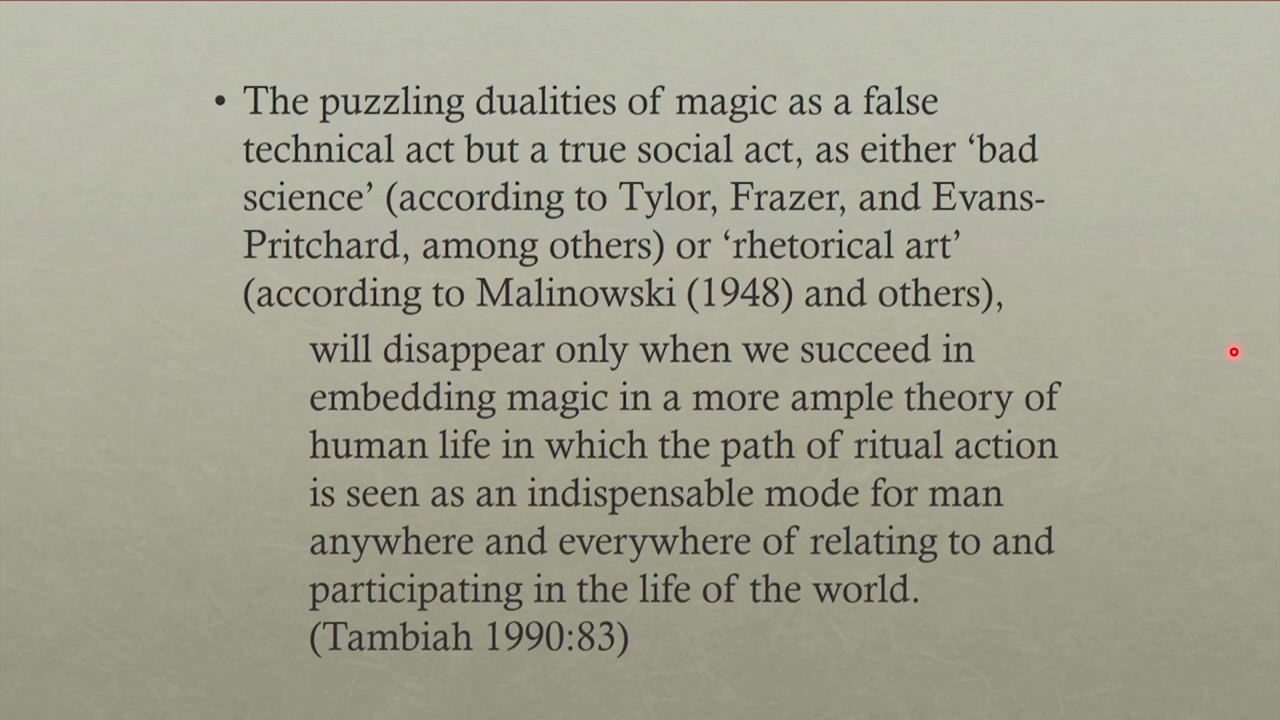 • The puzzling dualities of magic as a false
technical act but a true social act, as either ‘bad
science’ (according to Tylor, Frazer, and Evans-
Pritchard, among others) or ‘rhetorical art’
(according to Malinowski (1948) and others),
will disappear only when we succeed in
embedding magic in a more ample theory of
human life in which the path of ritual action
is seen as an indispensable mode for man
anywhere and everywhere of relating to and
participating in the life of the world.
(Tambiah 1990:83)